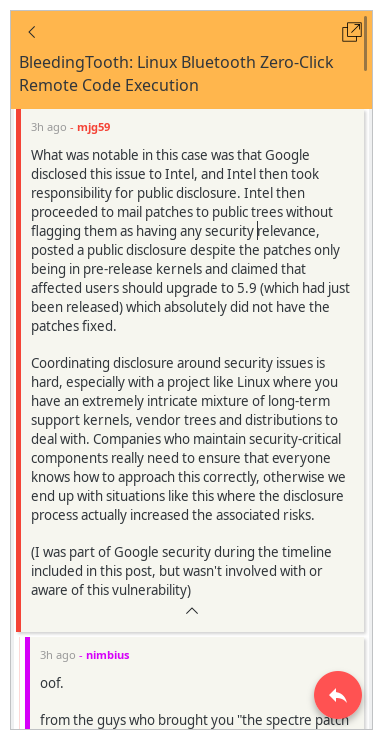 BleedingTooth: Linux Bluetooth Zero-Click
Remote Code Execution
3h ago - mjg59
What was notable in this case was that Google
disclosed this issue to Intel, and Intel then took
responsibility for public disclosure. Intel then
proceeded to mail patches to public trees without
flagging them as having any security relevance,
posted a public disclosure despite the patches only
being in pre-release kernels and claimed that
affected users should upgrade to 5.9 (which had just
been released) which absolutely did not have the
patches fixed.
Coordinating disclosure around security issues is
hard, especially with a project like Linux where you
have an extremely intricate mixture of long-term
support kernels, vendor trees and distributions to
deal with. Companies who maintain security-critical
components really need to ensure that everyone
knows how to approach this correctly, otherwise we
end up with situations like this where the disclosure
process actually increased the associated risks.
(I was part of Google security during the timeline
included in this post, but wasn't involved with or
aware of this vulnerability)
3h ago - nimbius
oof.
from the guys who brought you "the spectre patch